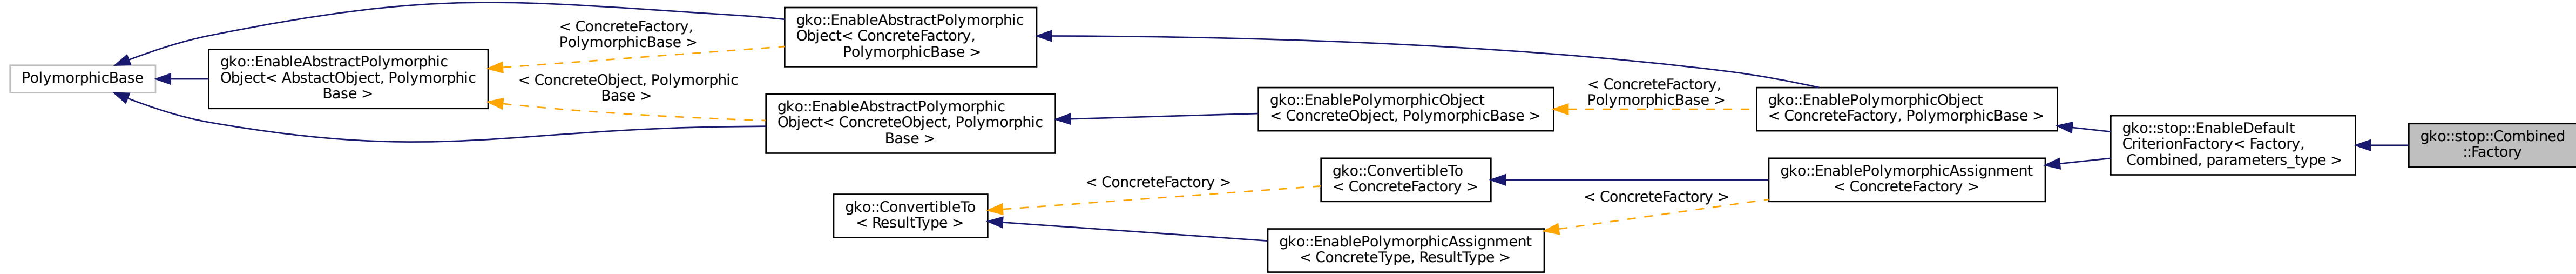 PolymorphicBase
gko::EnableAbstractPolymorphic
Object< AbstactObject, Polymorphic
Base >
< ConcreteFactory,
PolymorphicBase >
< ConcreteObject, Polymorphic
Base >
gko::EnableAbstractPolymorphic
Object< ConcreteFactory,
PolymorphicBase >
gko::EnableAbstractPolymorphic
Object< ConcreteObject, Polymorphic
Base >
gko::ConvertibleTo
< ResultType >
< ConcreteFactory >
gko::EnablePolymorphicObject
< ConcreteObject, PolymorphicBase >
gko::ConvertibleTo
< ConcreteFactory >
gko::EnablePolymorphicAssignment
< ConcreteType, ResultType >
< ConcreteFactory,
PolymorphicBase >
< ConcreteFactory >
gko::EnablePolymorphicObject
< ConcreteFactory, PolymorphicBase >
gko::EnablePolymorphicAssignment
< ConcreteFactory >
gko::stop::EnableDefault
CriterionFactory< Factory,
Combined, parameters_type >
gko::stop::Combined
::Factory